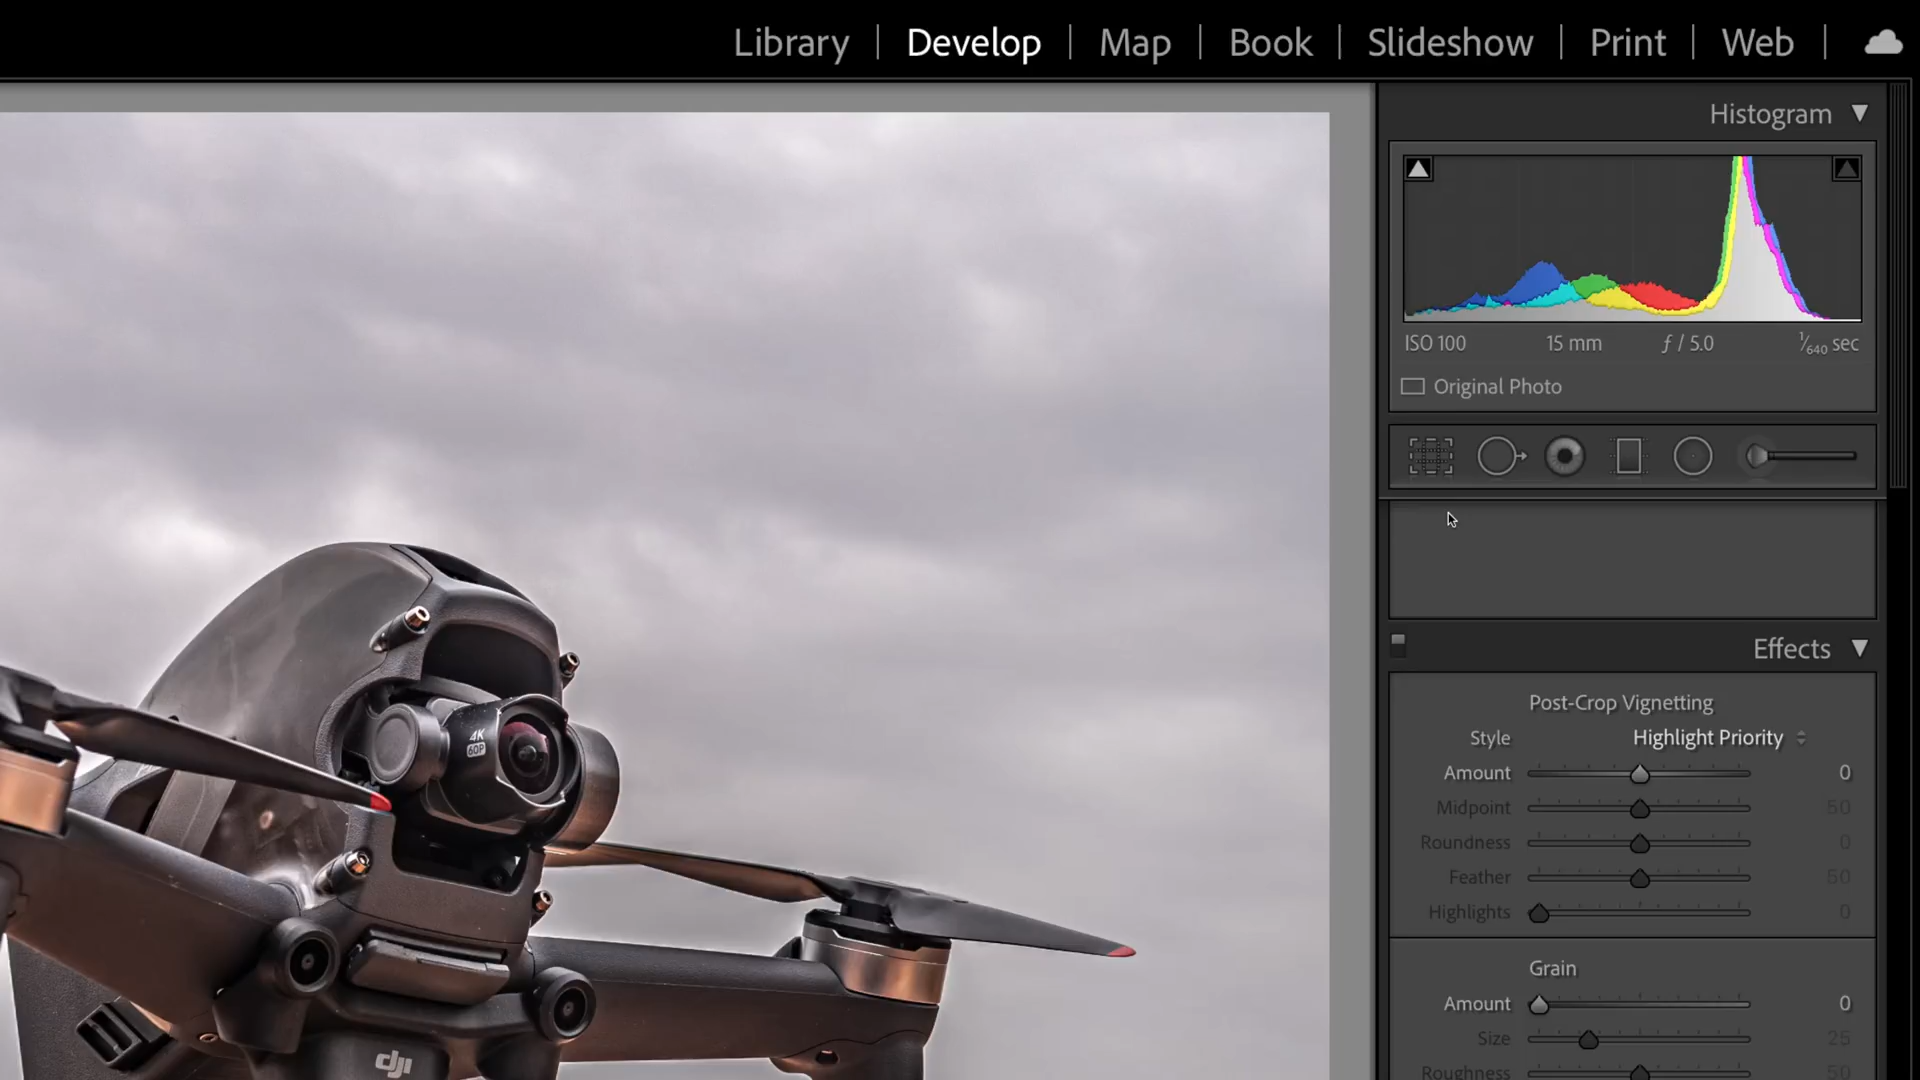 Library | Develop | Map | Book | Slideshow | Print | Web |
Histogram
ISO 100 15 mm ƒ / 5.0 1/640 sec
Original Photo
Effects
Post-Crop Vignetting
Style Highlight Priority
Amount 0
Midpoint 50
Roundness 0
Feather 50
Highlights 0
Grain
Amount 0
Size 25
Roughness 50
4K
60P
dji